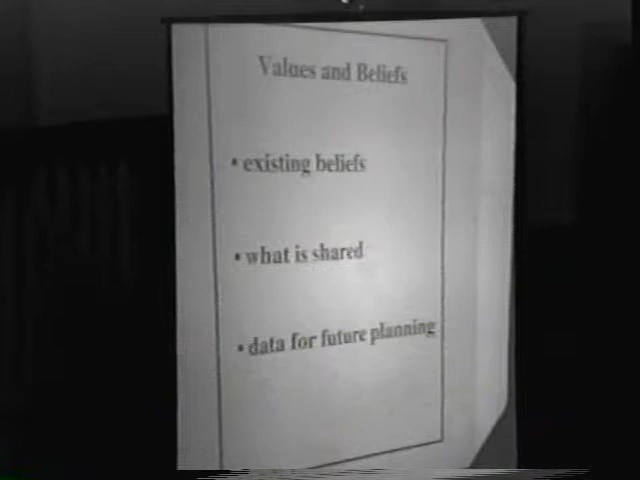 Values and Beliefs
• existing beliefs
• what is shared
• data for future planning